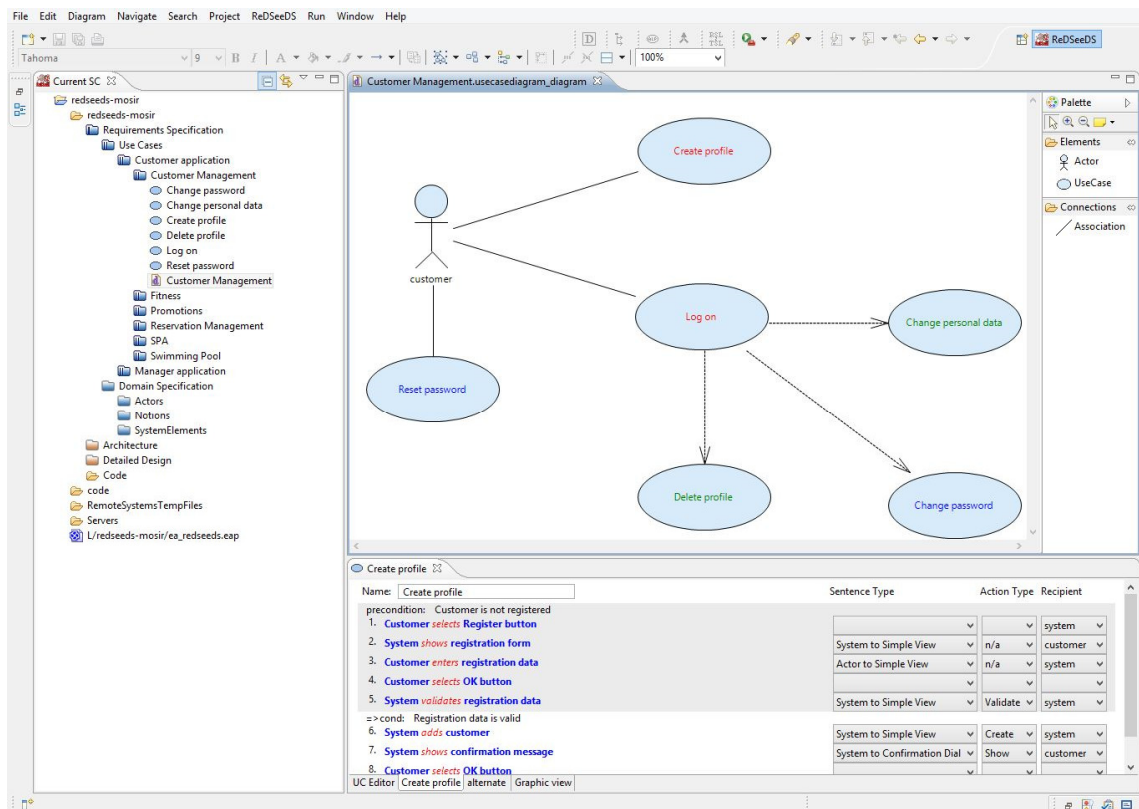 File Edit Diagram Navigate Search Project ReDSeeDS Run Window Help
ReDSeeDS
Tahoma 9 B I A 100%
Current SC
redseeds-mosir
redseeds-mosir
Requirements Specification
Use Cases
Customer application
Customer Management
Change password
Change personal data
Create profile
Delete profile
Log on
Reset password
Customer Management
Fitness
Promotions
Reservation Management
SPA
Swimming Pool
Manager application
Domain Specification
Actors
Notions
SystemElements
Architecture
Detailed Design
Code
code
RemoteSystemsTempFiles
Servers
L/redseeds-mosir/ea_redseeds.eap
Customer Management.usecasediagram_diagram
Create profile
customer
Log on
Change personal data
Reset password
Delete profile
Change password
Palette
Elements
Actor
UseCase
Connections
Association
Create profile
Name: Create profile Sentence Type Action Type Recipient
precondition: Customer is not registered
1. Customer selects Register button system
2. System shows registration form System to Simple View n/a customer
3. Customer enters registration data Actor to Simple View n/a system
4. Customer selects OK button
5. System validates registration data System to Simple View Validate system
=>cond: Registration data is valid
6. System adds customer System to Simple View Create system
7. System shows confirmation message System to Confirmation Dial Show customer
8. Customer selects OK button
UC Editor Create profile alternate Graphic view